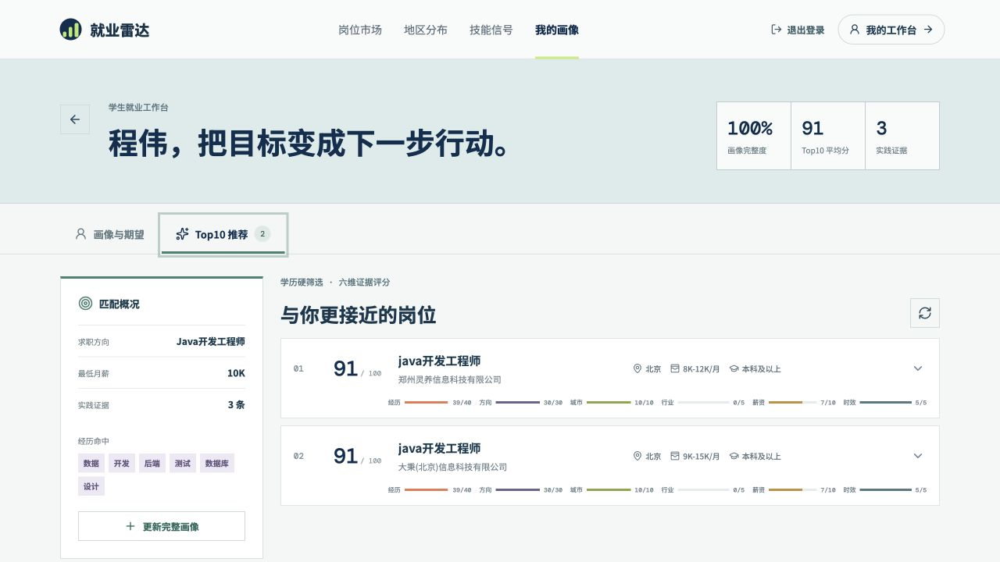 就业雷达
岗位市场 地区分布 技能信号 我的画像
退出登录 我的工作台
学生就业工作台
程伟，把目标变成下一步行动。
100% 画像完整度
91 Top10 平均分
3 实践证据
画像与期望 Top10 推荐 2
匹配概况
求职方向 Java开发工程师
最低月薪 10K
实践证据 3 条
经历命中
数据 开发 后端 测试 数据库
设计
更新完整画像
学历硬筛选 · 六维证据评分
与你更接近的岗位
01 91 / 100 java开发工程师 北京 8K-12K/月 本科及以上
郑州灵养信息科技有限公司
经历 39/40 方向 30/30 城市 10/10 行业 0/5 薪资 7/10 时效 5/5
02 91 / 100 java开发工程师 北京 9K-15K/月 本科及以上
大秉(北京)信息科技有限公司
经历 39/40 方向 30/30 城市 10/10 行业 0/5 薪资 7/10 时效 5/5